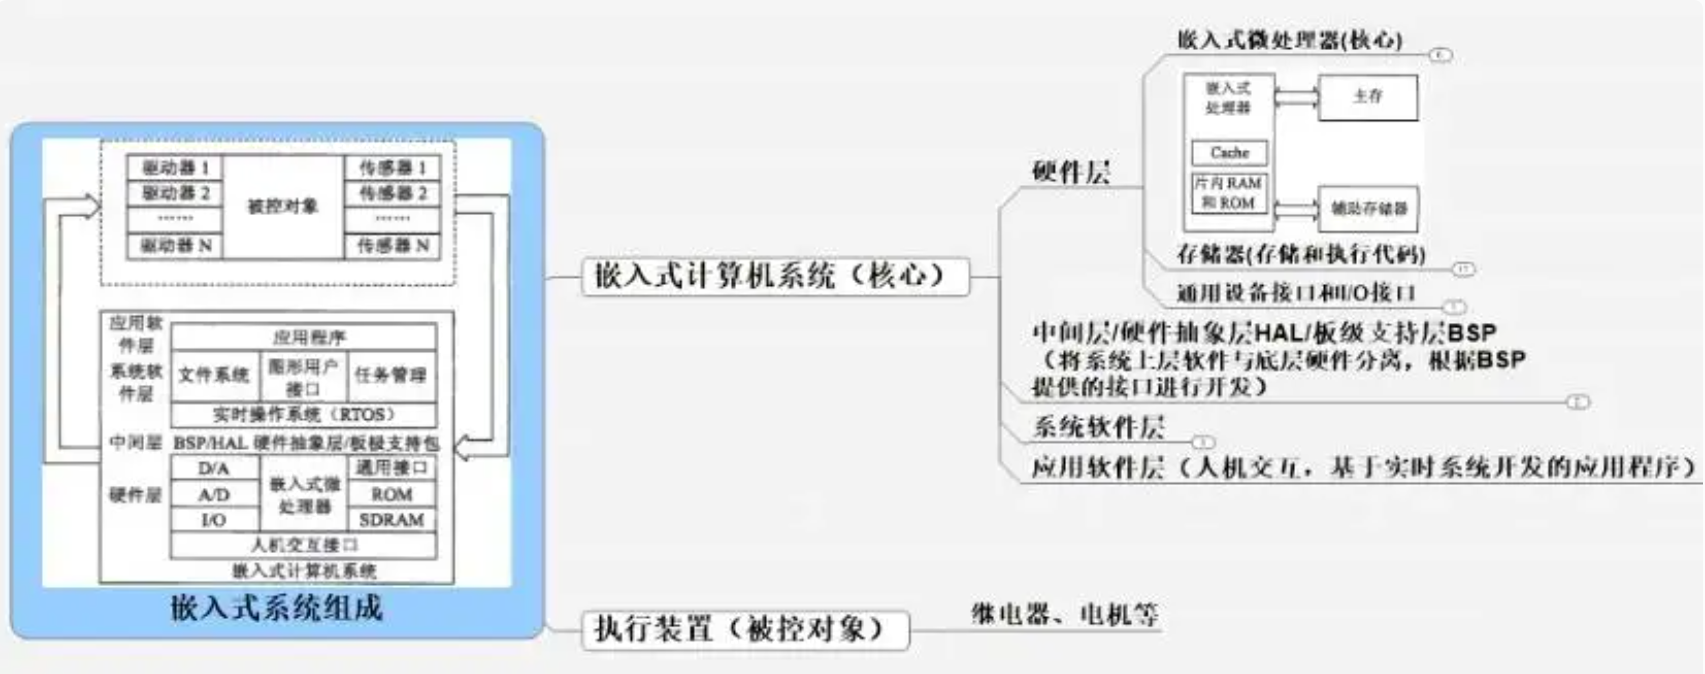 驱动器 1
驱动器 2
……
驱动器 N
被控对象
传感器 1
传感器 2
……
传感器 N
应用软
件层
应用程序
系统软
件层
文件系统
图形用户
接口
任务管理
实时操作系统（RTOS）
中间层
BSP/HAL 硬件抽象层/板极支持包
硬件层
D/A
A/D
I/O
嵌入式微
处理器
通用接口
ROM
SDRAM
人机交互接口
嵌入式计算机系统
嵌入式系统组成
嵌入式计算机系统（核心）
硬件层
嵌入式微处理器(核心)
嵌入式
处理器
Cache
片内 RAM
和 ROM
主存
辅助存储器
存储器(存储和执行代码)
通用设备接口和I/O接口
中间层/硬件抽象层HAL/板级支持层BSP
（将系统上层软件与底层硬件分离，根据BSP
提供的接口进行开发）
系统软件层
应用软件层（人机交互，基于实时系统开发的应用程序）
执行装置（被控对象）
继电器、电机等